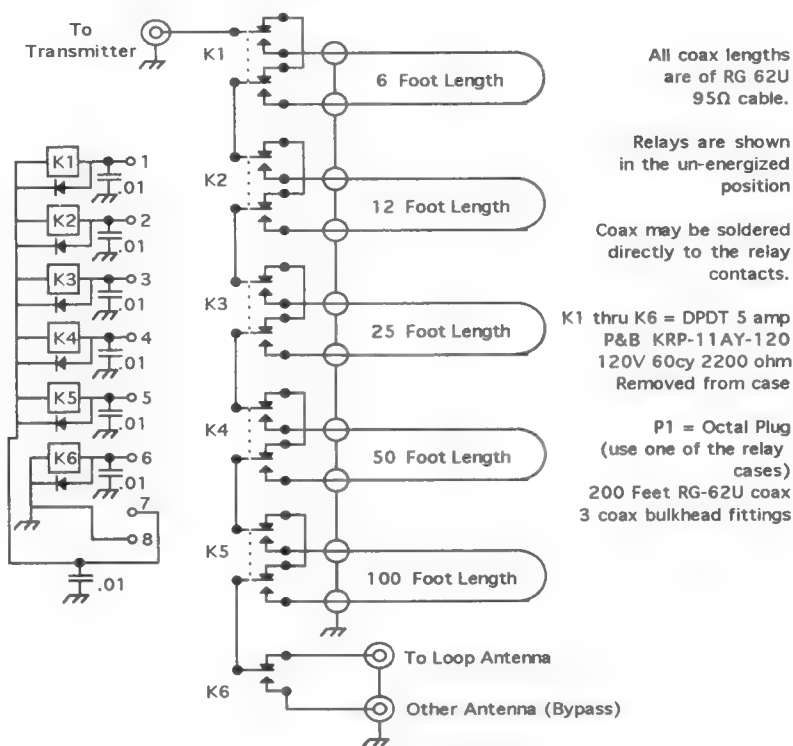 To
Transmitter
K1
6 Foot Length
K2
12 Foot Length
K3
25 Foot Length
K4
50 Foot Length
K5
100 Foot Length
K6
To Loop Antenna
Other Antenna (Bypass)
K1
1
.01
K2
2
.01
K3
3
.01
K4
4
.01
K5
5
.01
K6
6
.01
7
8
.01
All coax lengths
are of RG 62U
95Ω cable.
Relays are shown
in the un-energized
position
Coax may be soldered
directly to the relay
contacts.
K1 thru K6 = DPDT 5 amp
P&B KRP-11AY-120
120V 60cy 2200 ohm
Removed from case
P1 = Octal Plug
(use one of the relay
cases)
200 Feet RG-62U coax
3 coax bulkhead fittings